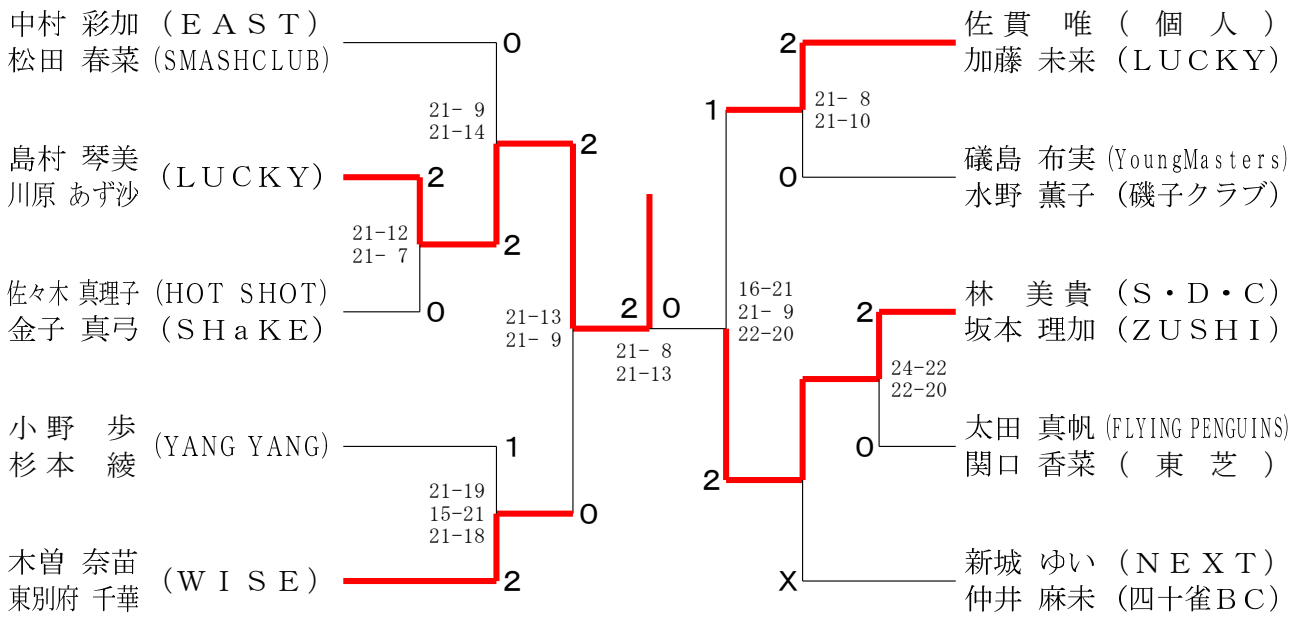 中村 彩加 (ＥＡＳＴ)
松田 春菜 (SMASHCLUB)
0
21- 9
21-14
島村 琴美
川原 あず沙
(ＬＵＣＫＹ)
2
2
21-12
21- 7
2
佐々木 真理子 (HOT SHOT)
金子 真弓 (ＳＨaＫＥ)
0
21-13
21- 9
2 0
21- 8
21-13
小 野　歩
杉 本　綾
(YANG YANG)
1
21-19
15-21
21-18
0
木曽 奈苗
東別府 千華
(ＷＩＳＥ)
2
佐 貫　唯 (個　人)
加藤 未来 (ＬＵＣＫＹ)
2
1
21- 8
21-10
礒島 布実 (YoungMasters)
水野 薫子 (磯子クラブ)
0
16-21
21- 9
22-20
林　美 貴 (Ｓ・Ｄ・Ｃ)
坂本 理加 (ＺＵＳＨＩ)
2
24-22
22-20
太田 真帆 (FLYING PENGUINS)
関口 香菜 (東　芝)
0
2
新城 ゆい (ＮＥＸＴ)
仲井 麻未 (四十雀ＢＣ)
X